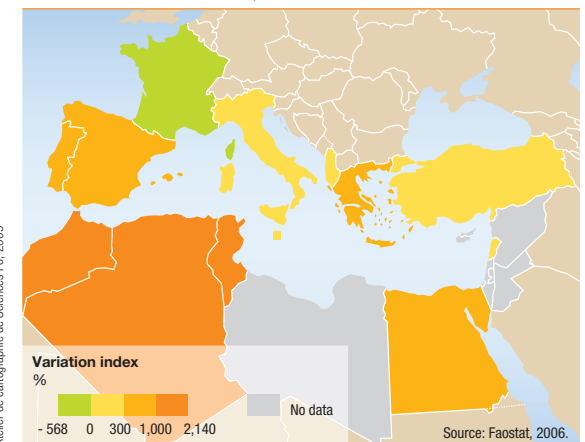 Variation index
%
- 568 0 300 1,000 2,140
No data
Source: Faostat, 2006.